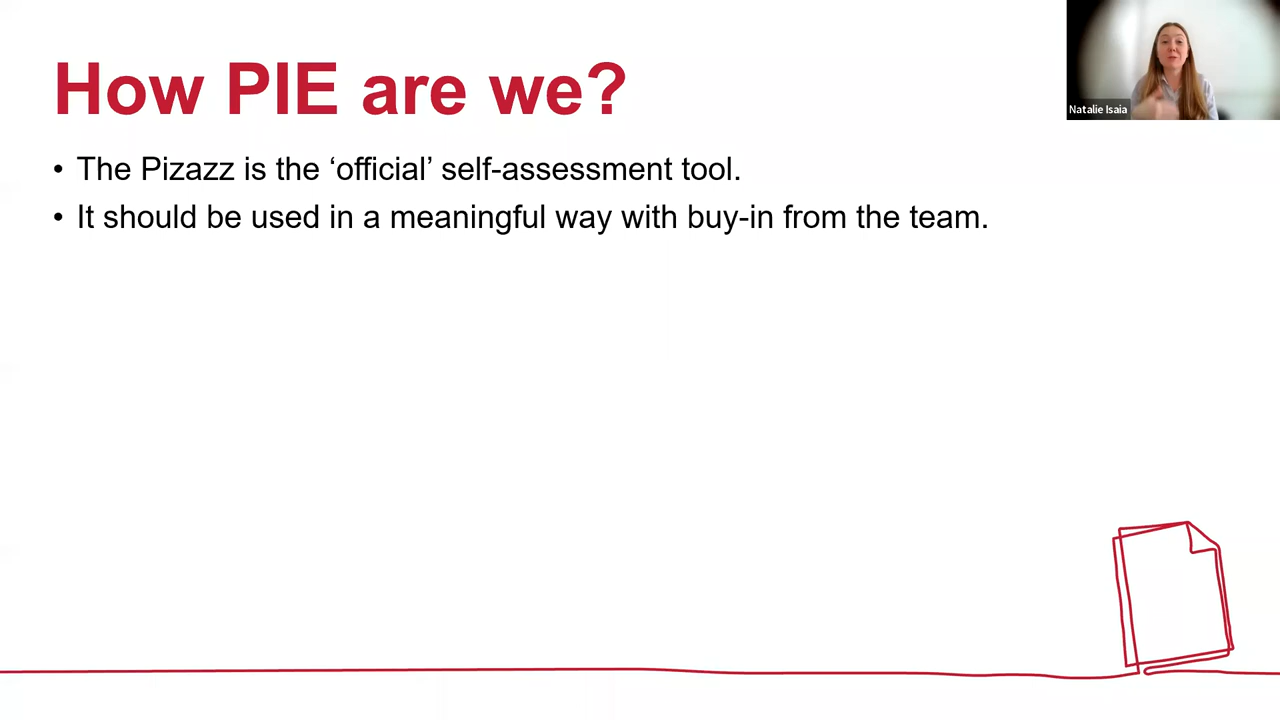 How PIE are we?
• The Pizazz is the ‘official’ self-assessment tool.
• It should be used in a meaningful way with buy-in from the team.
Natalie Isaia